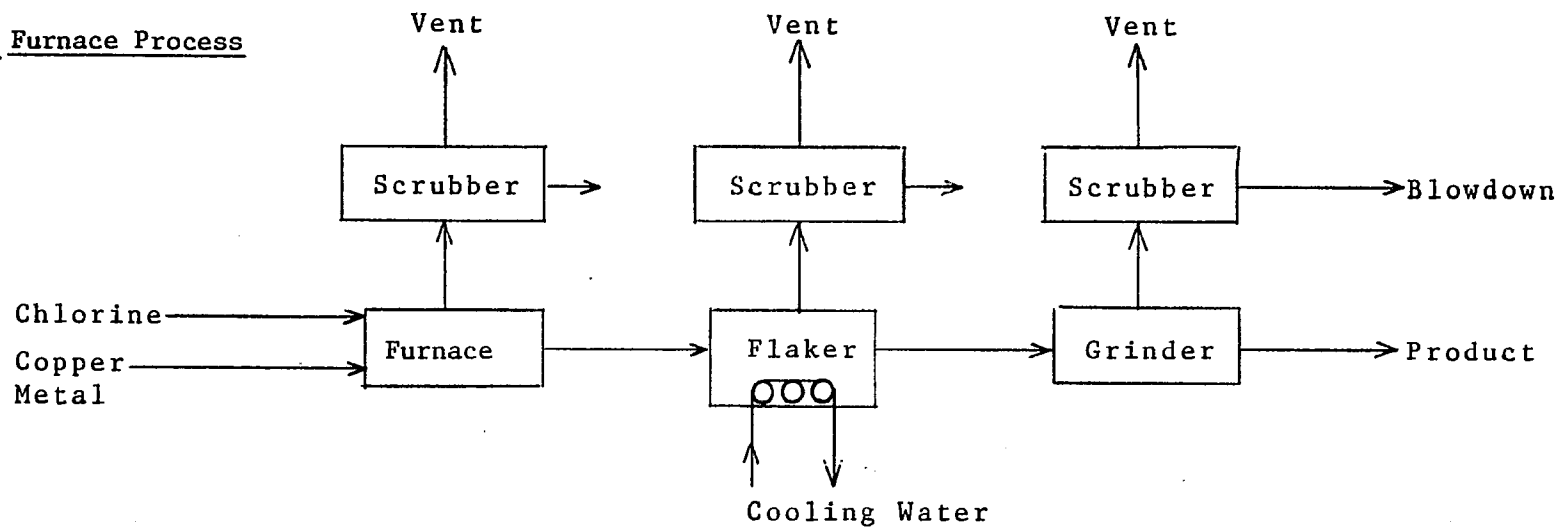 Furnace Process
Vent
Vent
Vent
Scrubber
Scrubber
Scrubber
Blowdown
Chlorine
Copper
Metal
Furnace
Flaker
Grinder
Product
Cooling Water